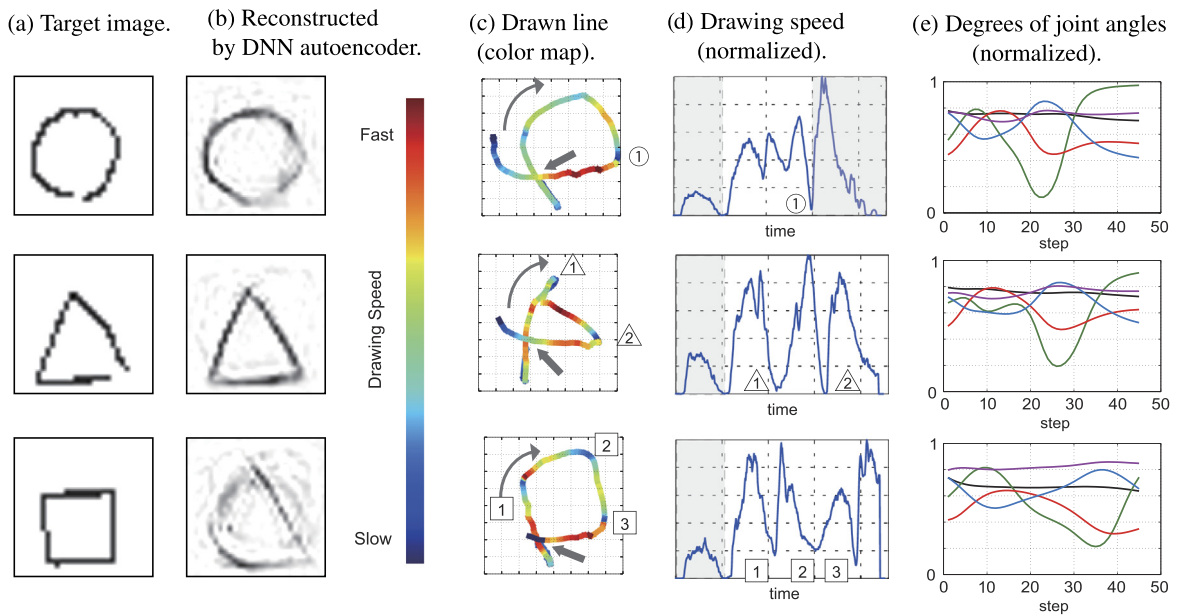 (a) Target image.
(b) Reconstructed
by DNN autoencoder.
(c) Drawn line
(color map).
(d) Drawing speed
(normalized).
(e) Degrees of joint angles
(normalized).
Fast
Drawing Speed
Slow
1
1
time
1
0
0 10 20 30 40 50
step
1
2
1
2
time
1
0
0 10 20 30 40 50
step
1
2
3
1
2
3
time
1
0
0 10 20 30 40 50
step